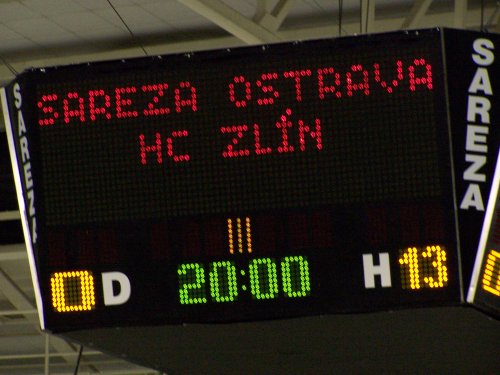 SAREZA OSTRAVA
HC ZLÍN
III
0 D 20:00 H 13
SAREZA
SAREZA